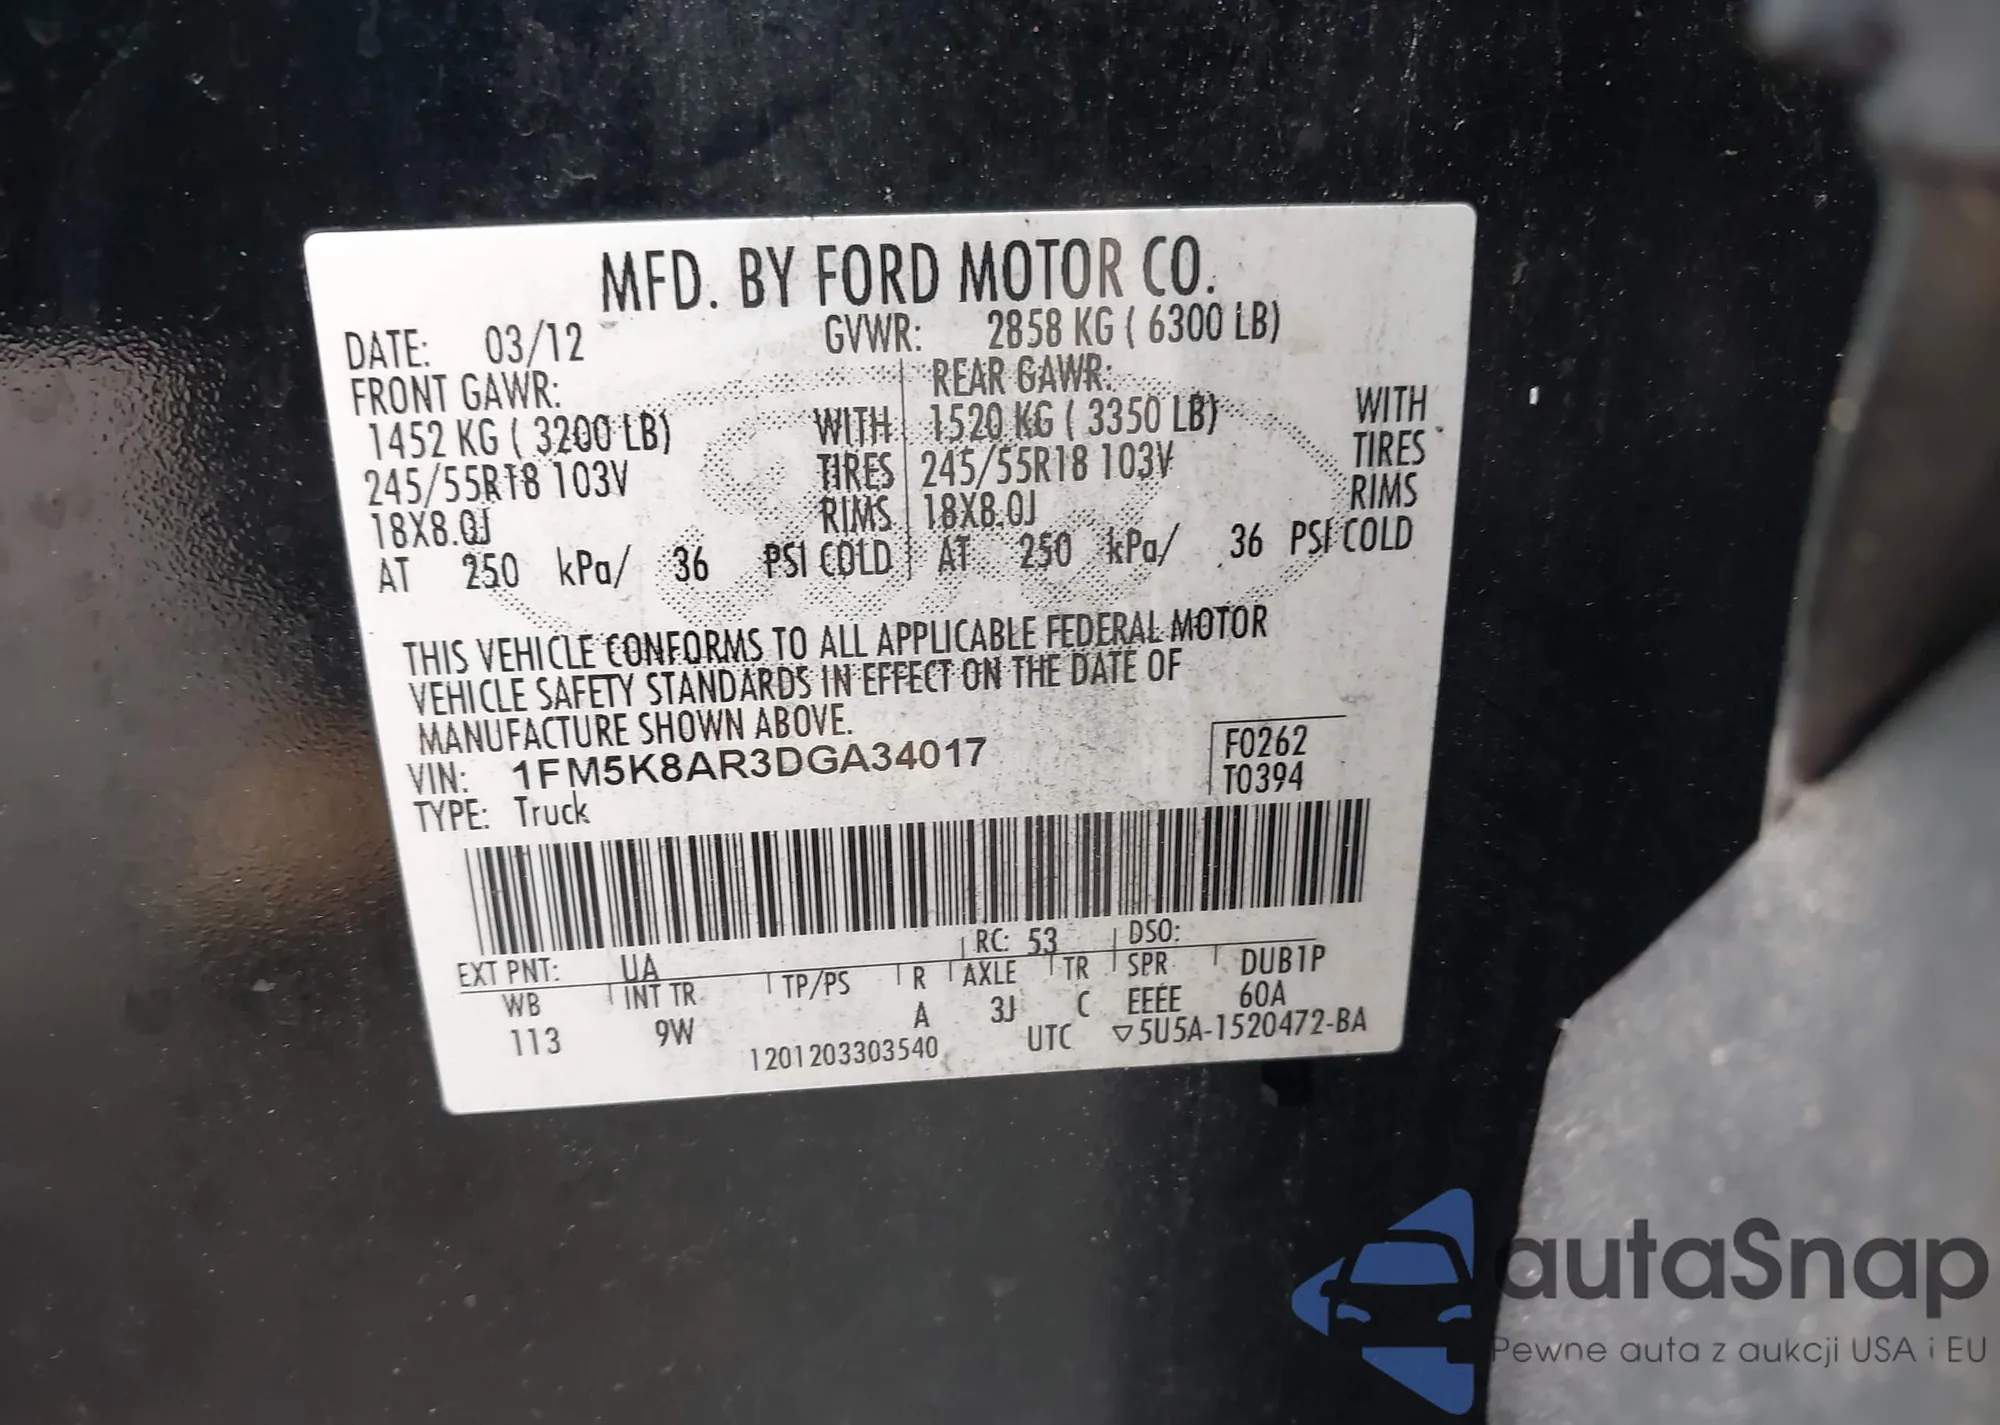 MFD. BY FORD MOTOR CO.
DATE: 03/12 GVWR: 2858 KG ( 6300 LB)
FRONT GAWR: REAR GAWR:
1452 KG ( 3200 LB) WITH 1520 KG ( 3350 LB) WITH
245/55R18 103V TIRES 245/55R18 103V TIRES
18X8.0J RIMS 18X8.0J RIMS
AT 250 kPa/ 36 PSI COLD AT 250 kPa/ 36 PSI COLD
THIS VEHICLE CONFORMS TO ALL APPLICABLE FEDERAL MOTOR
VEHICLE SAFETY STANDARDS IN EFFECT ON THE DATE OF
MANUFACTURE SHOWN ABOVE.
VIN: 1FM5K8AR3DGA34017 F0262
TYPE: Truck T0394
EXT PNT: UA RC: 53 DSO:
WB INT TR TP/PS R AXLE TR SPR DUB1P
113 9W A 3J C EEEE 60A
1201203303540 UTC ▽5U5A-1520472-BA
autaSnap
Pewne auta z aukcji USA i EU